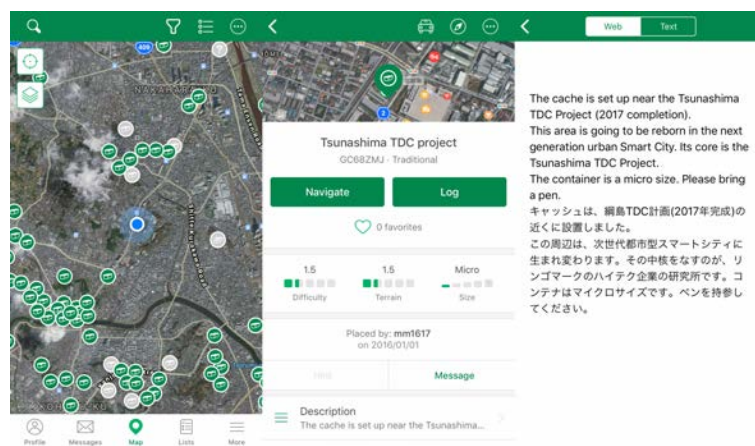 409
NAKAHARA-KU
Profile
Messages
Map
Lists
More
2
Tsunashima TDC project
GC68ZMJ · Traditional
Navigate
Log
0 favorites
1.5
1.5
Micro
Difficulty
Terrain
Size
Placed by: mm1617
on 2016/01/01
Hint
Message
Description
The cache is set up near the Tsunashima...
Web
Text
The cache is set up near the Tsunashima
TDC Project (2017 completion).
This area is going to be reborn in the next
generation urban Smart City. Its core is the
Tsunashima TDC Project.
The container is a micro size. Please bring
a pen.
キャッシュは、綱島TDC計画(2017年完成)の
近くに設置しました。
この周辺は、次世代都市型スマートシティに
生まれ変わります。その中核をなすのが、リ
ンゴマークのハイテク企業の研究所です。コ
ンテナはマイクロサイズです。ペンを持参し
てください。